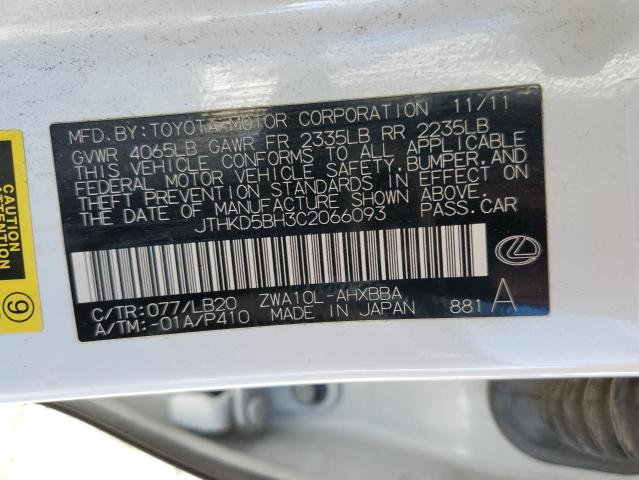 MFD. BY: TOYOTA MOTOR CORPORATION 11/11
GVWR 4065LB GAWR FR 2335LB RR 2235LB
THIS VEHICLE CONFORMS TO ALL APPLICABLE
FEDERAL MOTOR VEHICLE SAFETY, BUMPER, AND
THEFT PREVENTION STANDARDS IN EFFECT ON
THE DATE OF MANUFACTURE SHOWN ABOVE.
JTHKD5BH3C2066093 PASS. CAR
C/TR: 077/LB20 ZWA10L-AHXBBA
A/TM: -01A/P410 MADE IN JAPAN 881 A
CAUTION
9